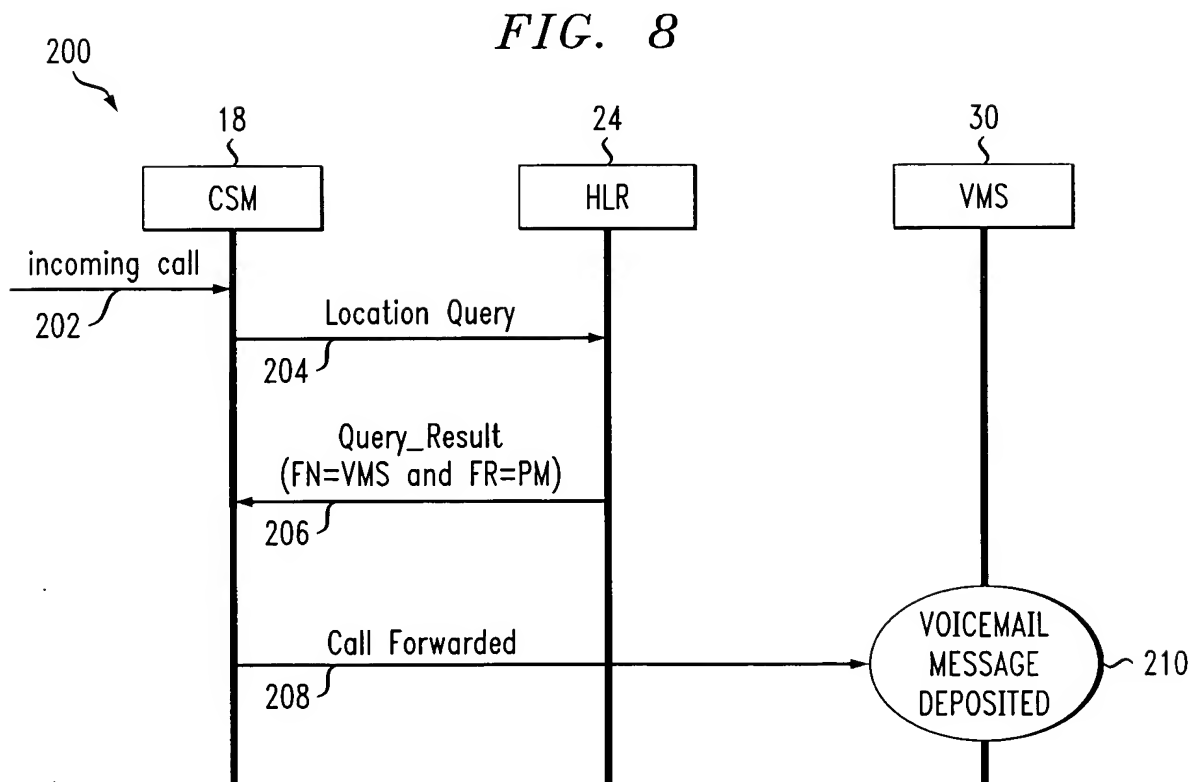 FIG. 8
200
18
24
30
CSM
HLR
VMS
incoming call
202
Location Query
204
Query_Result
(FN=VMS and FR=PM)
206
Call Forwarded
208
VOICEMAIL
MESSAGE
DEPOSITED
210